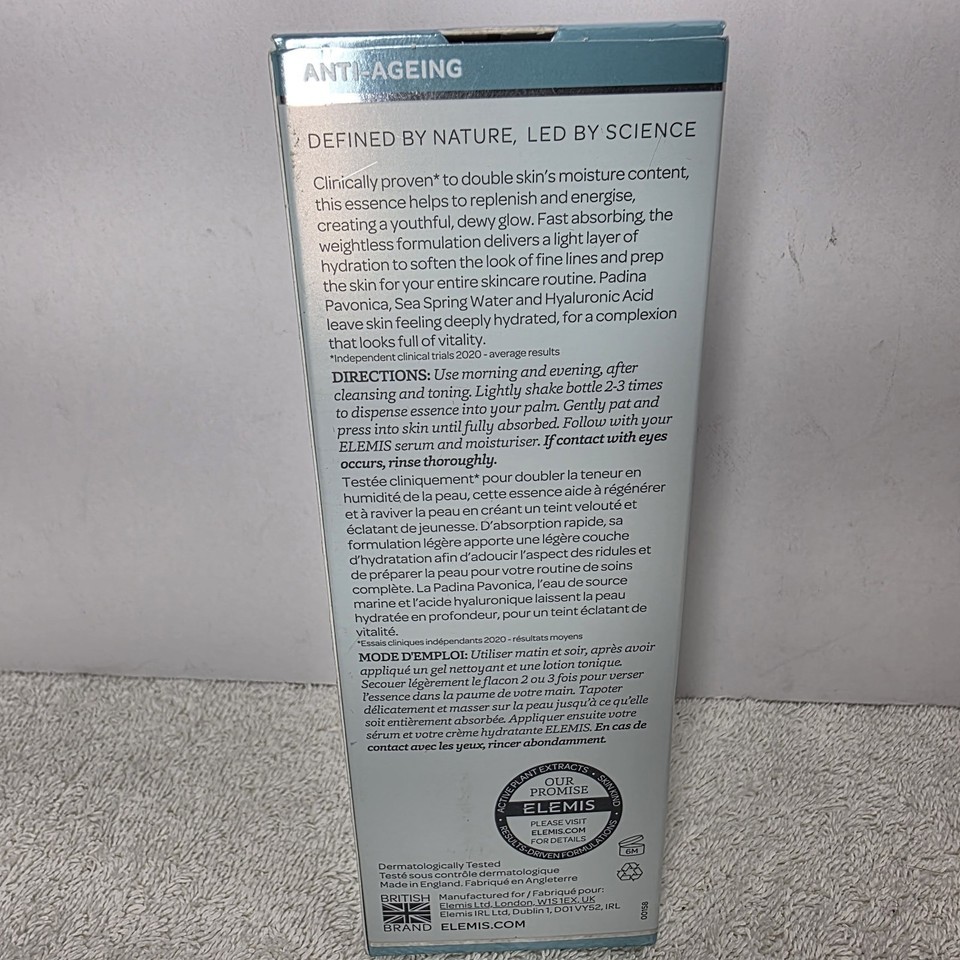 ANTI-AGEING
DEFINED BY NATURE, LED BY SCIENCE
Clinically proven* to double skin's moisture content,
this essence helps to replenish and energise,
creating a youthful, dewy glow. Fast absorbing, the
weightless formulation delivers a light layer of
hydration to soften the look of fine lines and prep
the skin for your entire skincare routine. Padina
Pavonica, Sea Spring Water and Hyaluronic Acid
leave skin feeling deeply hydrated, for a complexion
that looks full of vitality.
*Independent clinical trials 2020 - average results
DIRECTIONS: Use morning and evening, after
cleansing and toning. Lightly shake bottle 2-3 times
to dispense essence into your palm. Gently pat and
press into skin until fully absorbed. Follow with your
ELEMIS serum and moisturiser. If contact with eyes
occurs, rinse thoroughly.
Testée cliniquement* pour doubler la teneur en
humidité de la peau, cette essence aide à régénérer
et à raviver la peau en créant un teint velouté et
éclatant de jeunesse. D'absorption rapide, sa
formulation légère apporte une légère couche
d'hydratation afin d'adoucir l'aspect des ridules et
de préparer la peau pour votre routine de soins
complète. La Padina Pavonica, l'eau de source
marine et l'acide hyaluronique laissent la peau
hydratée en profondeur, pour un teint éclatant de
vitalité.
*Essais cliniques indépendants 2020 - résultats moyens
MODE D'EMPLOI: Utiliser matin et soir, après avoir
appliqué un gel nettoyant et une lotion tonique.
Secouer légèrement le flacon 2 ou 3 fois pour verser
l'essence dans la paume de votre main. Tapoter
délicatement et masser sur la peau jusqu'à ce qu'elle
soit entièrement absorbée. Appliquer ensuite votre
sérum et votre crème hydratante ELEMIS. En cas de
contact avec les yeux, rincer abondamment.
ACTIVE PLANT EXTRACTS • SKIN KIND • RESULTS-DRIVEN FORMULATIONS •
OUR
PROMISE
ELEMIS
PLEASE VISIT
ELEMIS.COM
FOR DETAILS
6M
Dermatologically Tested
Testé sous contrôle dermatologique
Made in England. Fabriqué en Angleterre
BRITISH
BRAND
Manufactured for / Fabriqué pour:
Elemis Ltd, London, W1S 1EX, UK
Elemis IRL Ltd, Dublin 1, D01 VY52, IRL
ELEMIS.COM
00158